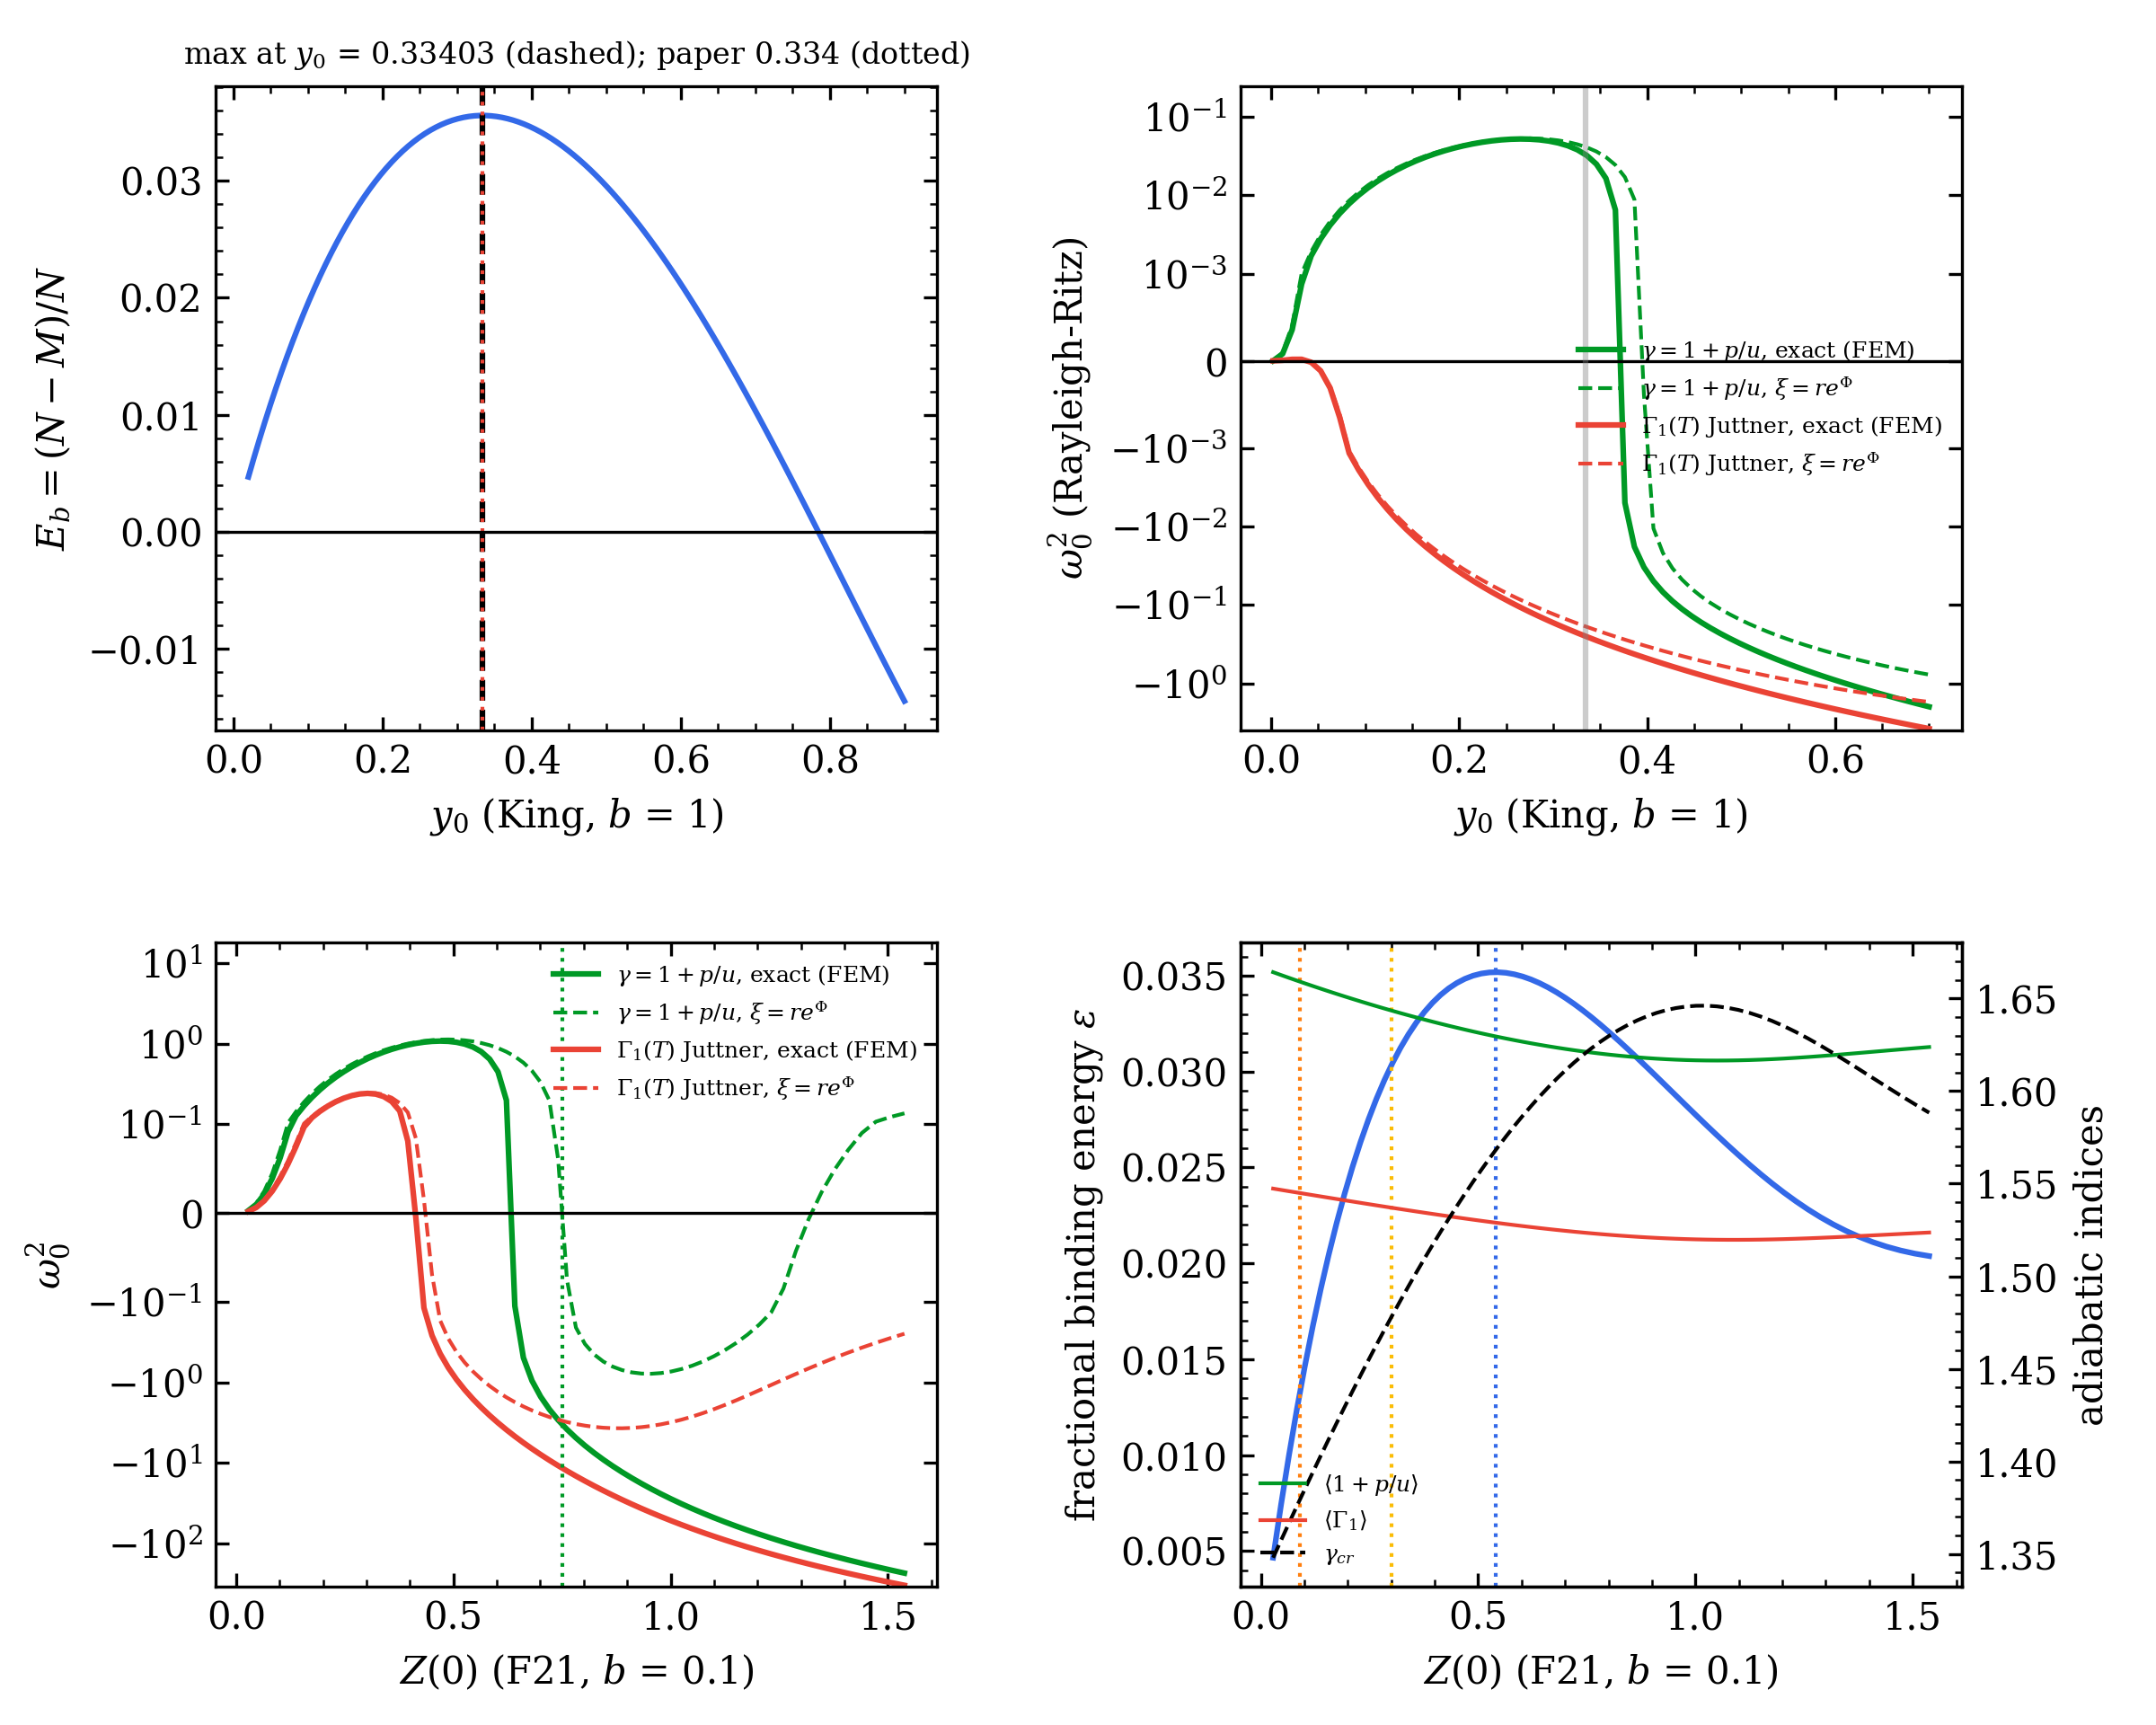 max at y₀ = 0.33403 (dashed); paper 0.334 (dotted)
E_b = (N − M)/N
0.03
0.02
0.01
0.00
−0.01
0.0 0.2 0.4 0.6 0.8
y₀ (King, b = 1)
ω₀² (Rayleigh-Ritz)
10⁻¹
10⁻²
10⁻³
0
−10⁻³
−10⁻²
−10⁻¹
−10⁰
γ = 1 + p/u, exact (FEM)
γ = 1 + p/u, ξ = re^Φ
Γ₁(T) Juttner, exact (FEM)
Γ₁(T) Juttner, ξ = re^Φ
0.0 0.2 0.4 0.6
y₀ (King, b = 1)
ω₀²
10¹
10⁰
10⁻¹
0
−10⁻¹
−10⁰
−10¹
−10²
γ = 1 + p/u, exact (FEM)
γ = 1 + p/u, ξ = re^Φ
Γ₁(T) Juttner, exact (FEM)
Γ₁(T) Juttner, ξ = re^Φ
0.0 0.5 1.0 1.5
Z(0) (F21, b = 0.1)
fractional binding energy ε
0.035
0.030
0.025
0.020
0.015
0.010
0.005
⟨1 + p/u⟩
⟨Γ₁⟩
γ_cr
1.65
1.60
1.55
1.50
1.45
1.40
1.35
adiabatic indices
0.0 0.5 1.0 1.5
Z(0) (F21, b = 0.1)